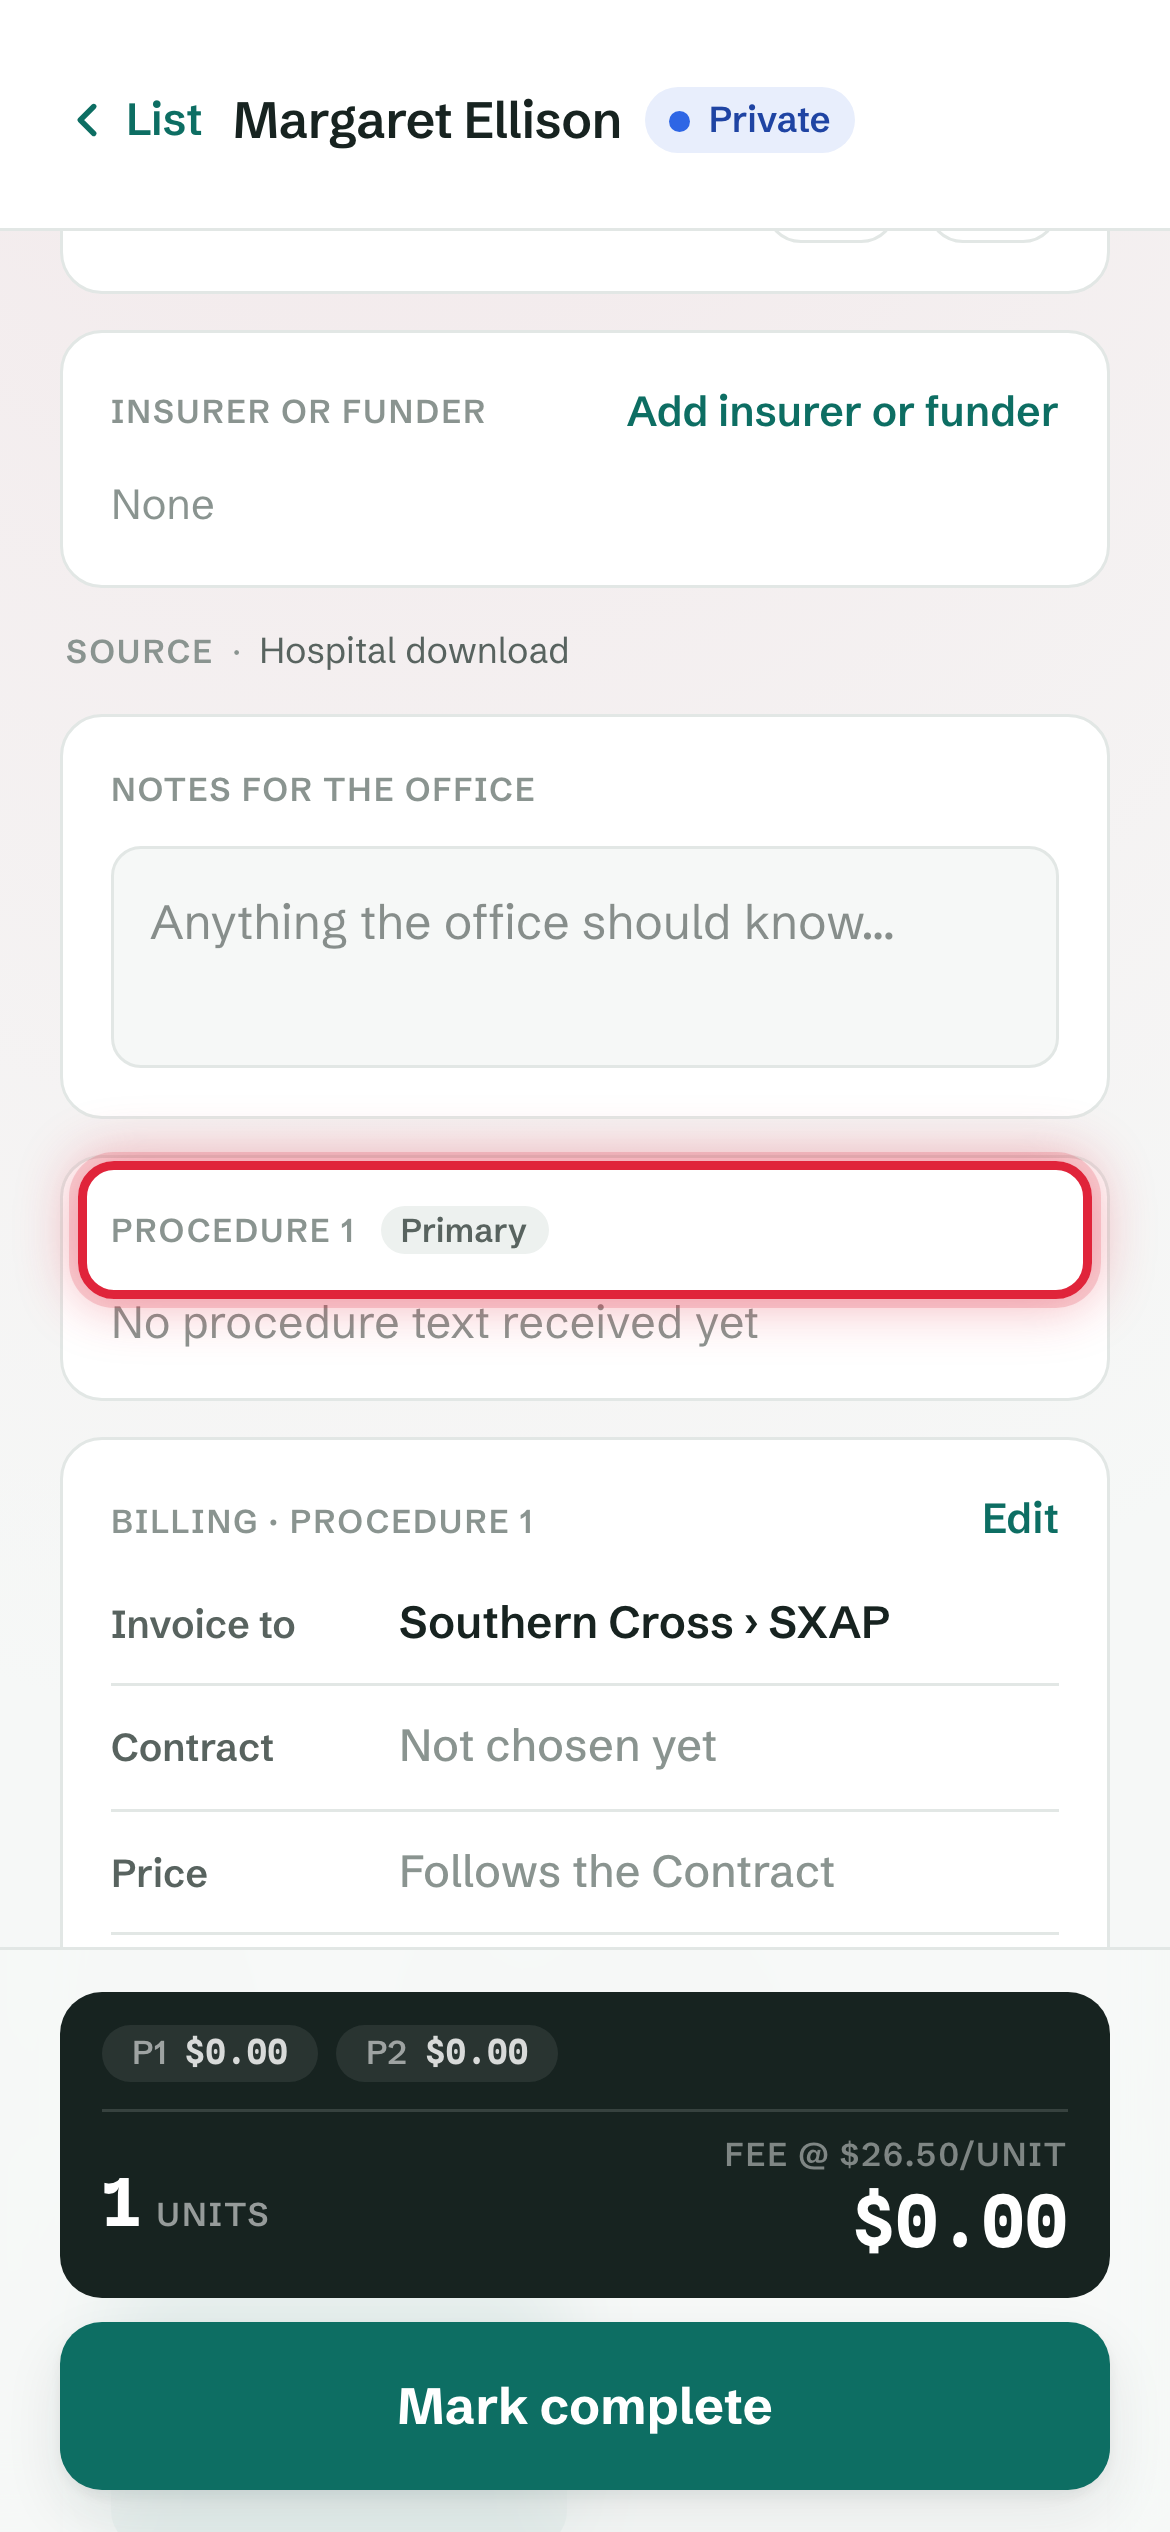 List Margaret Ellison Private
INSURER OR FUNDER Add insurer or funder
None
SOURCE · Hospital download
NOTES FOR THE OFFICE
Anything the office should know...
PROCEDURE 1 Primary
No procedure text received yet
BILLING · PROCEDURE 1 Edit
Invoice to Southern Cross › SXAP
Contract Not chosen yet
Price Follows the Contract
P1 $0.00 P2 $0.00
FEE @ $26.50/UNIT
1 UNITS $0.00
Mark complete